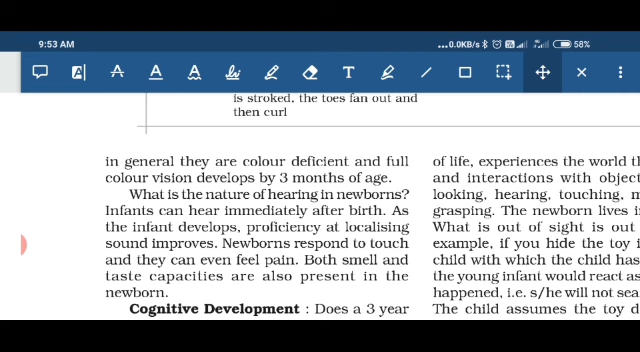 9:53 AM
...0.0KB/s
58%
is stroked, the toes fan out and
then curl
in general they are colour deficient and full
colour vision develops by 3 months of age.
What is the nature of hearing in newborns?
Infants can hear immediately after birth. As
the infant develops, proficiency at localising
sound improves. Newborns respond to touch
and they can even feel pain. Both smell and
taste capacities are also present in the
newborn.
Cognitive Development : Does a 3 year
of life, experiences the world th
and interactions with object
looking, hearing, touching, m
grasping. The newborn lives i
What is out of sight is out
example, if you hide the toy i
child with which the child has
the young infant would react as
happened, i.e. s/he will not sea
The child assumes the toy d